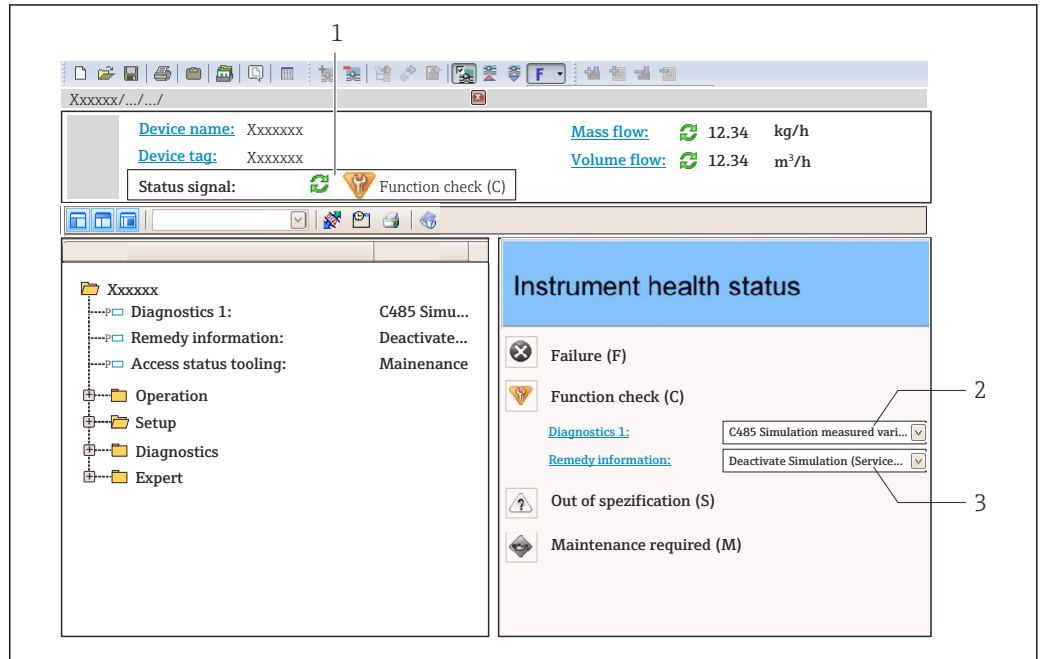 1
F
Xxxxxx/.../.../
Device name: Xxxxxxx
Mass flow: 12.34 kg/h
Device tag: Xxxxxxx
Volume flow: 12.34 m³/h
Status signal: Function check (C)
Xxxxxx
Diagnostics 1: C485 Simu...
Remedy information: Deactivate...
Access status tooling: Mainenance
Operation
Setup
Diagnostics
Expert
Instrument health status
Failure (F)
Function check (C)
2
Diagnostics 1: C485 Simulation measured vari...
Remedy information: Deactivate Simulation (Service...
3
Out of spezification (S)
Maintenance required (M)